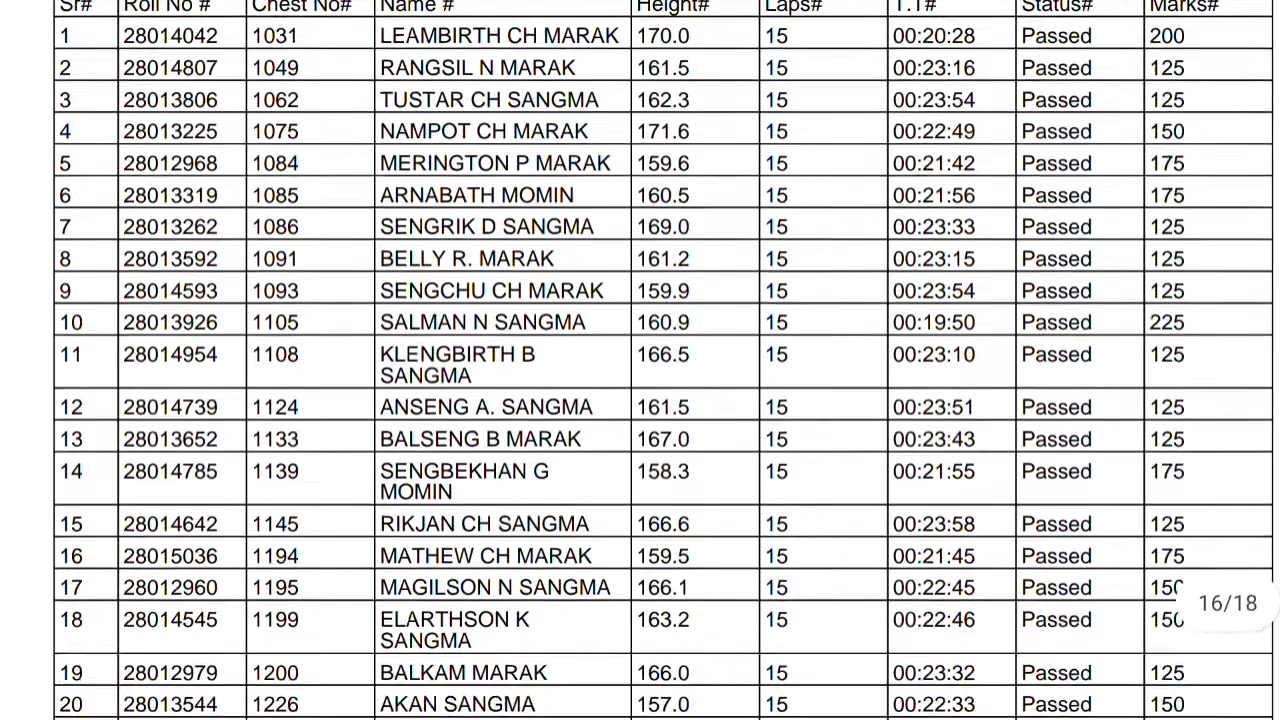 Sr# Roll No # Chest No# Name # Height# Laps# T.T# Status# Marks#
1 28014042 1031 LEAMBIRTH CH MARAK 170.0 15 00:20:28 Passed 200
2 28014807 1049 RANGSIL N MARAK 161.5 15 00:23:16 Passed 125
3 28013806 1062 TUSTAR CH SANGMA 162.3 15 00:23:54 Passed 125
4 28013225 1075 NAMPOT CH MARAK 171.6 15 00:22:49 Passed 150
5 28012968 1084 MERINGTON P MARAK 159.6 15 00:21:42 Passed 175
6 28013319 1085 ARNABATH MOMIN 160.5 15 00:21:56 Passed 175
7 28013262 1086 SENGRIK D SANGMA 169.0 15 00:23:33 Passed 125
8 28013592 1091 BELLY R. MARAK 161.2 15 00:23:15 Passed 125
9 28014593 1093 SENGCHU CH MARAK 159.9 15 00:23:54 Passed 125
10 28013926 1105 SALMAN N SANGMA 160.9 15 00:19:50 Passed 225
11 28014954 1108 KLENGBIRTH B 166.5 15 00:23:10 Passed 125
SANGMA
12 28014739 1124 ANSENG A. SANGMA 161.5 15 00:23:51 Passed 125
13 28013652 1133 BALSENG B MARAK 167.0 15 00:23:43 Passed 125
14 28014785 1139 SENGBEKHAN G 158.3 15 00:21:55 Passed 175
MOMIN
15 28014642 1145 RIKJAN CH SANGMA 166.6 15 00:23:58 Passed 125
16 28015036 1194 MATHEW CH MARAK 159.5 15 00:21:45 Passed 175
17 28012960 1195 MAGILSON N SANGMA 166.1 15 00:22:45 Passed 150
16/18
18 28014545 1199 ELARTHSON K 163.2 15 00:22:46 Passed 150
SANGMA
19 28012979 1200 BALKAM MARAK 166.0 15 00:23:32 Passed 125
20 28013544 1226 AKAN SANGMA 157.0 15 00:22:33 Passed 150